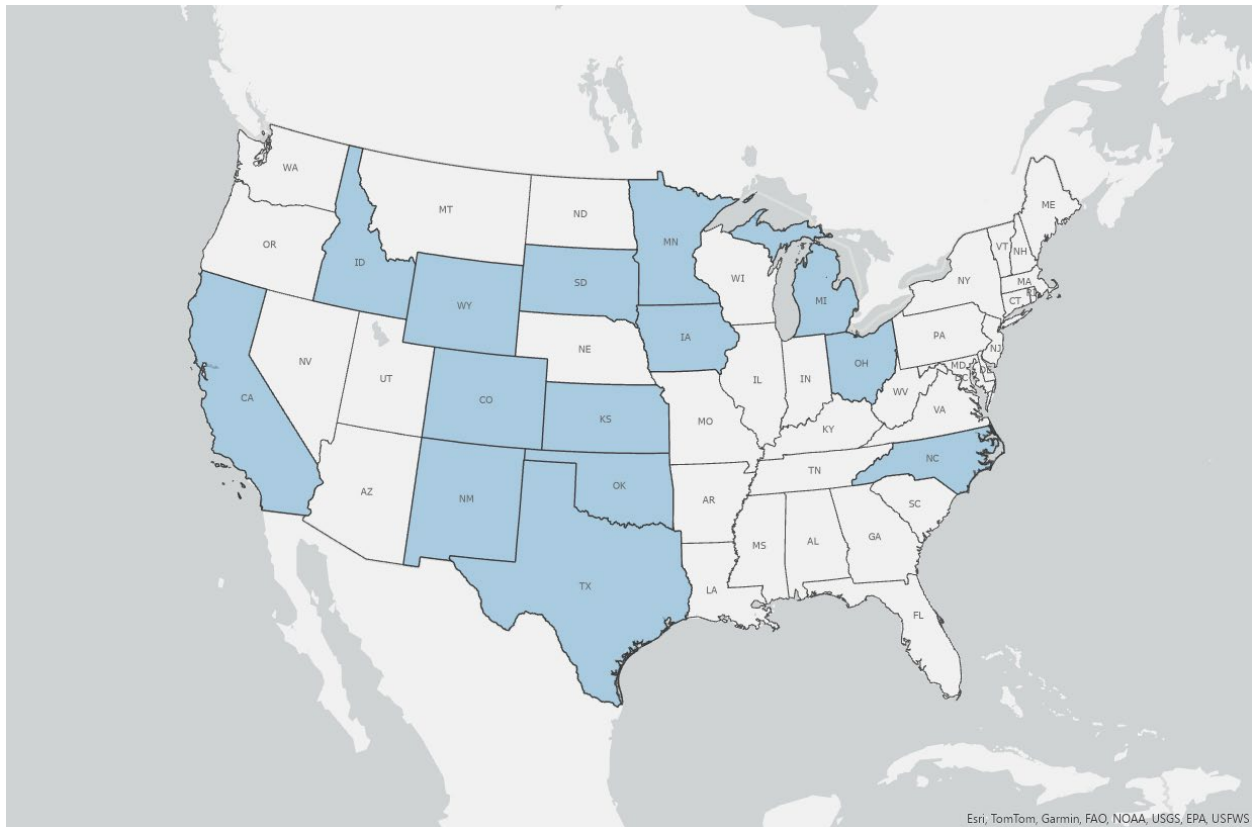 WA
MT
ND
MN
ME
OR
ID
WY
SD
WI
MI
VT
NH
NY
MA
CT
RI
CA
NV
UT
CO
NE
IA
IL
IN
OH
PA
NJ
MD
DE
DC
WV
VA
KS
MO
KY
AZ
NM
OK
AR
TN
NC
SC
TX
LA
MS
AL
GA
FL
Esri, TomTom, Garmin, FAO, NOAA, USGS, EPA, USFWS